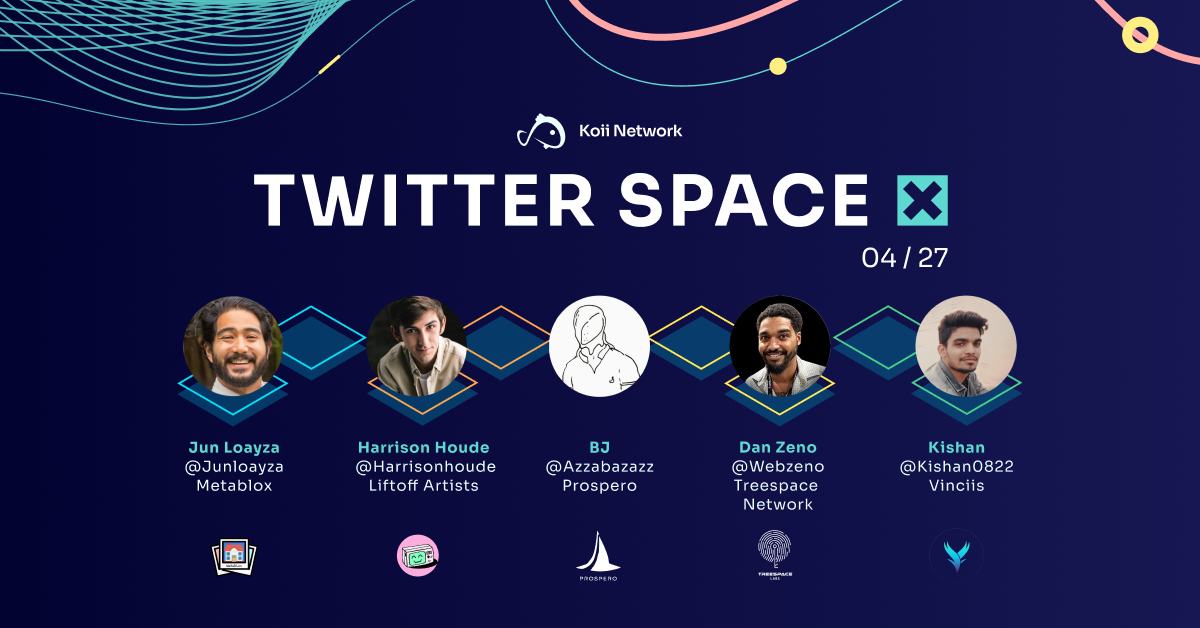 Koii Network
TWITTER SPACE
04 / 27
Jun Loayza
@Junloayza
Metablox
Harrison Houde
@Harrisonhoude
Liftoff Artists
BJ
@Azzabazazz
Prospero
Dan Zeno
@Webzeno
Treespace
Network
Kishan
@Kishan0822
Vinciis
PROSPERO
TREESPACE
LABS